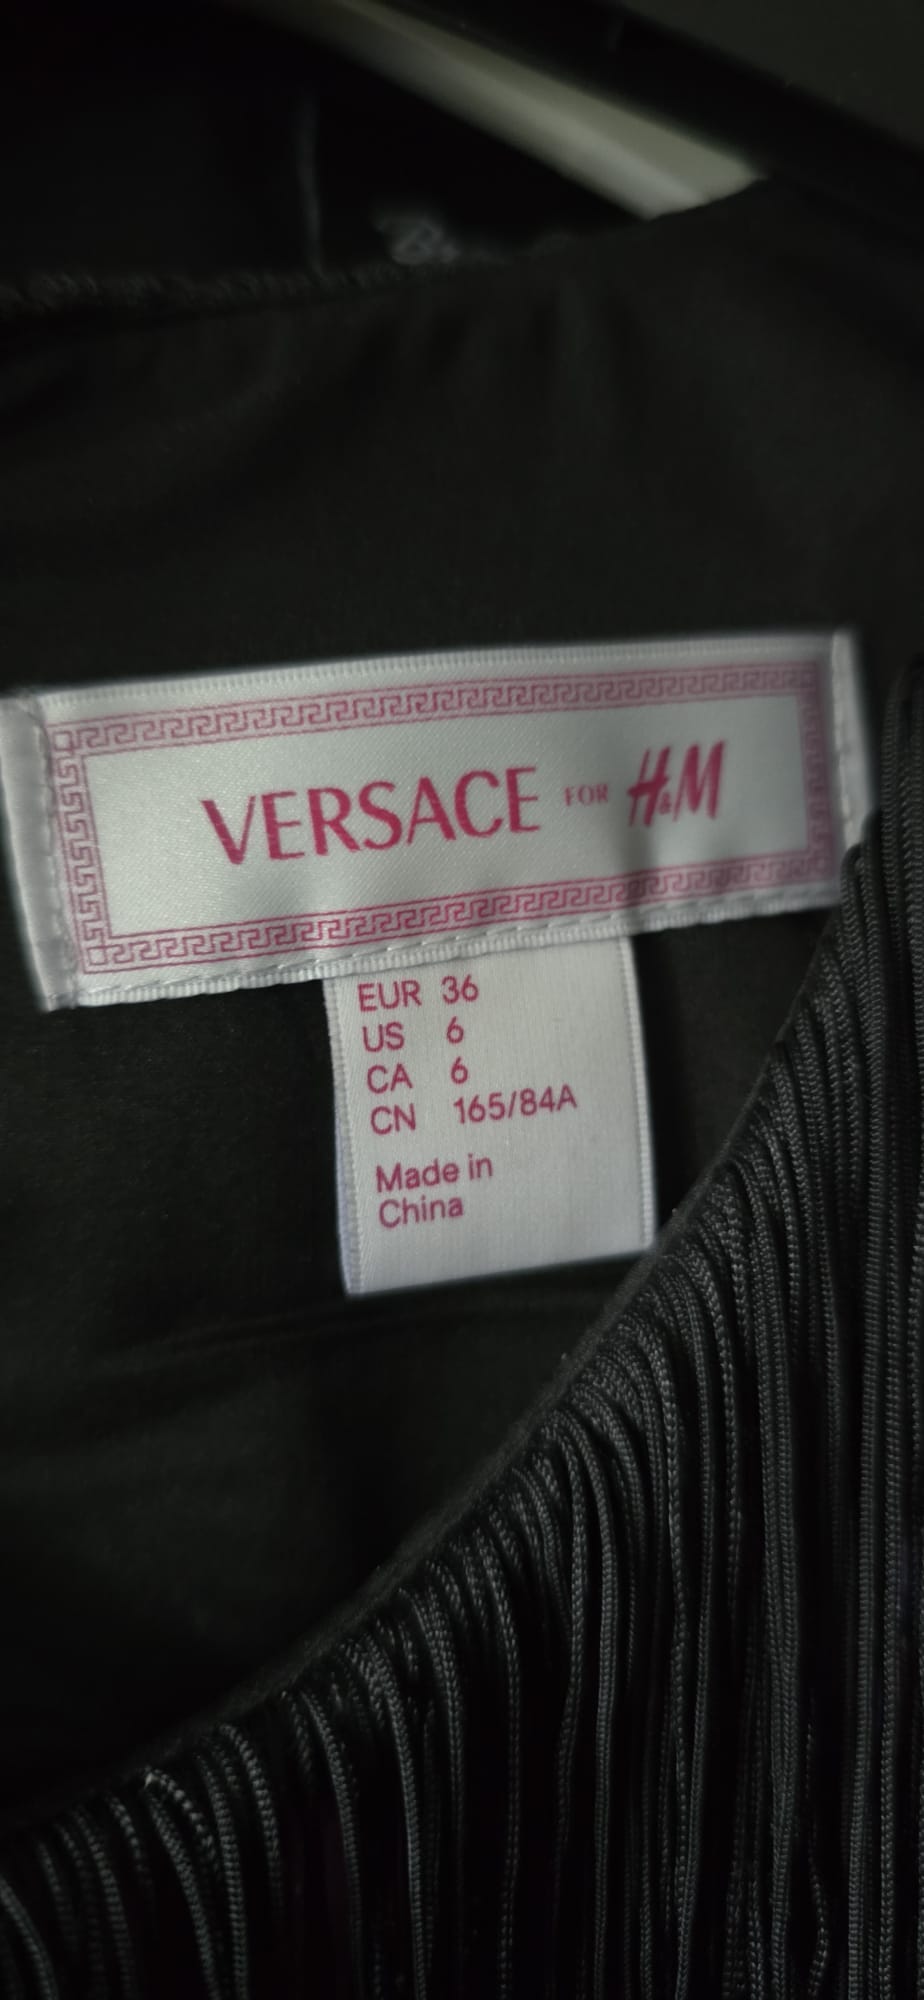 VERSACE FOR H&M
EUR 36
US 6
CA 6
CN 165/84A
Made in
China